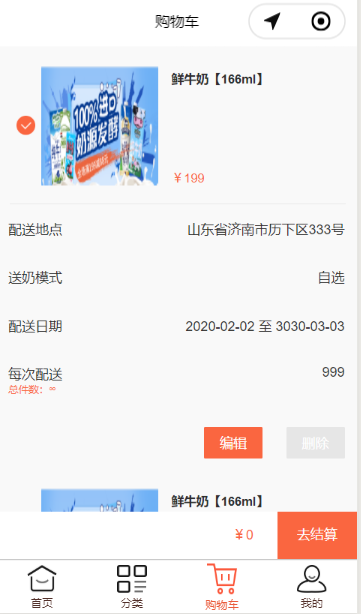 购物车
鲜牛奶【166ml】
100%进口
奶源发酵
￥199
配送地点
山东省济南市历下区333号
送奶模式
自选
配送日期
2020-02-02 至 3030-03-03
每次配送
999
总件数：∞
编辑
删除
鲜牛奶【166ml】
￥0
去结算
首页
分类
购物车
我的